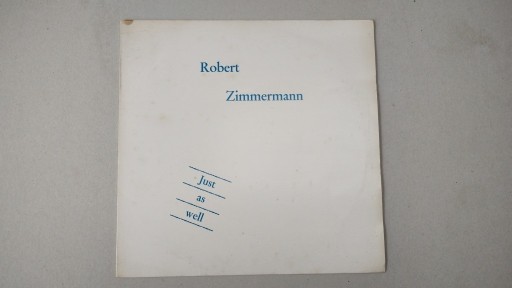 Robert
Zimmermann
Just
as
well